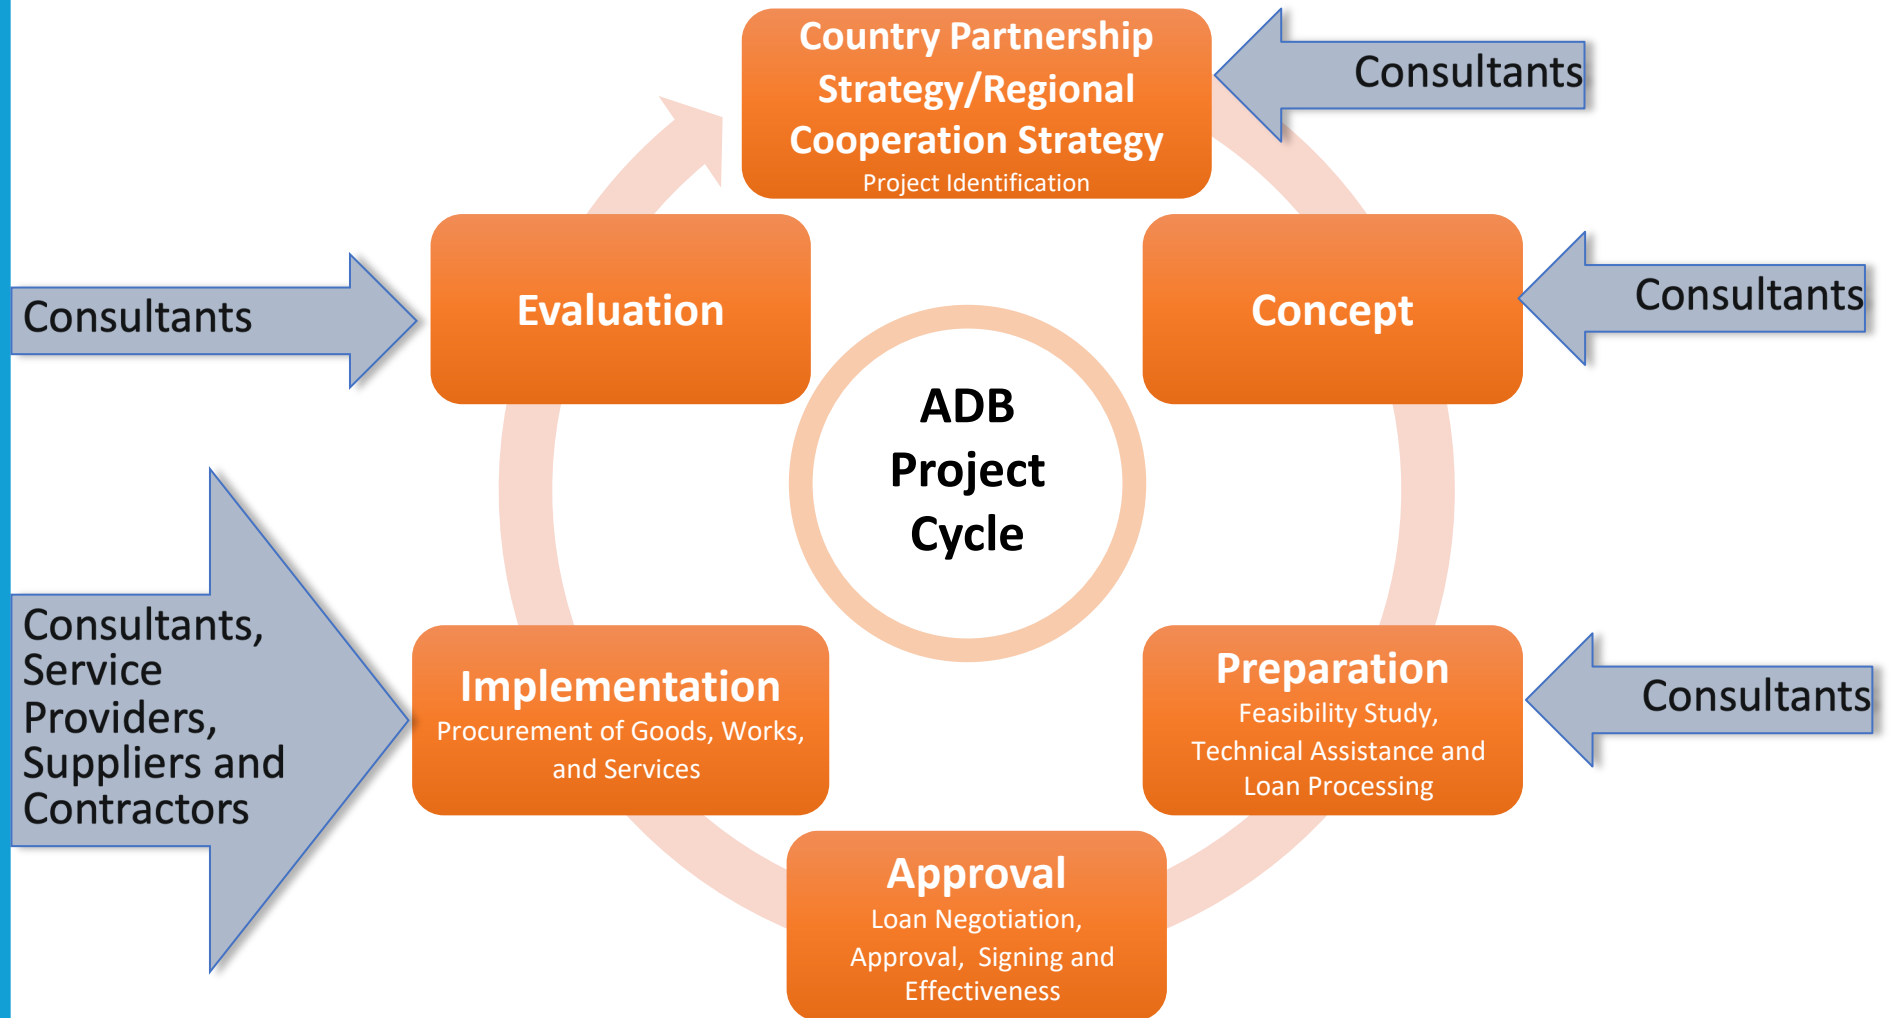 Country Partnership
Strategy/Regional
Cooperation Strategy
Project Identification
Consultants
Concept
Consultants
Preparation
Feasibility Study,
Technical Assistance and
Loan Processing
Consultants
Approval
Loan Negotiation,
Approval, Signing and
Effectiveness
Implementation
Procurement of Goods, Works,
and Services
Consultants,
Service
Providers,
Suppliers and
Contractors
Evaluation
Consultants
ADB
Project
Cycle